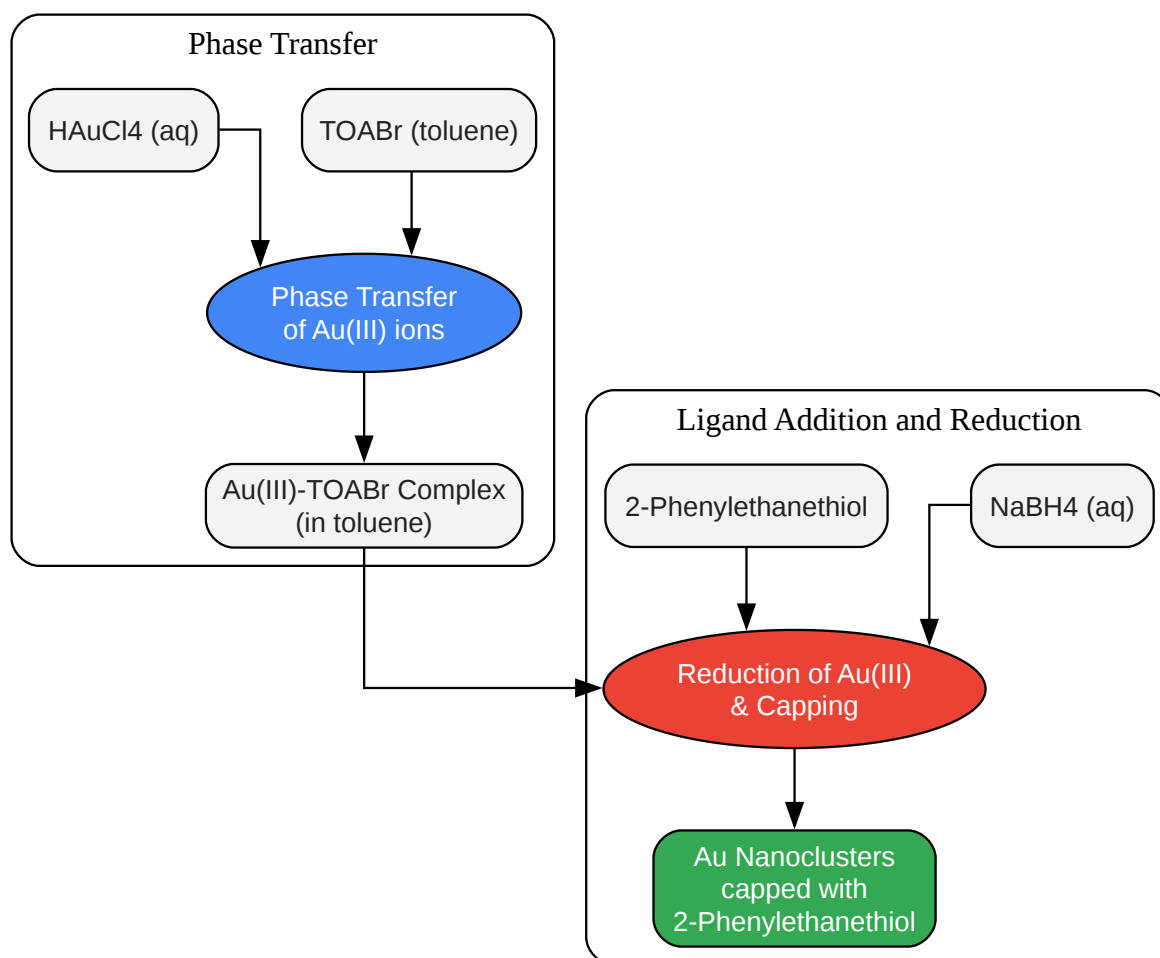 Phase Transfer
HAuCl4 (aq)
TOABr (toluene)
Phase Transfer
of Au(III) ions
Au(III)-TOABr Complex
(in toluene)
Ligand Addition and Reduction
2-Phenylethanethiol
NaBH4 (aq)
Reduction of Au(III)
& Capping
Au Nanoclusters
capped with
2-Phenylethanethiol